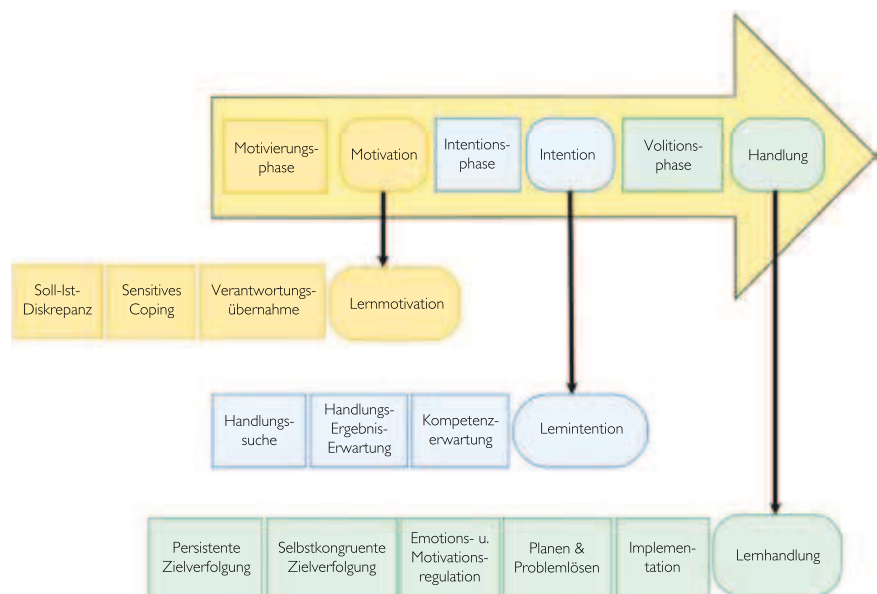 Motivierungs-
phase
Motivation
Intentions-
phase
Intention
Volitions-
phase
Handlung
Soll-Ist-
Diskrepanz
Sensitives
Coping
Verantwortungs-
übernahme
Lernmotivation
Handlungs-
suche
Handlungs-
Ergebnis-
Erwartung
Kompetenz-
erwartung
Lernintention
Persistente
Zielverfolgung
Selbstkongruente
Zielverfolgung
Emotions- u.
Motivations-
regulation
Planen &
Problemlösen
Implemen-
tation
Lernhandlung